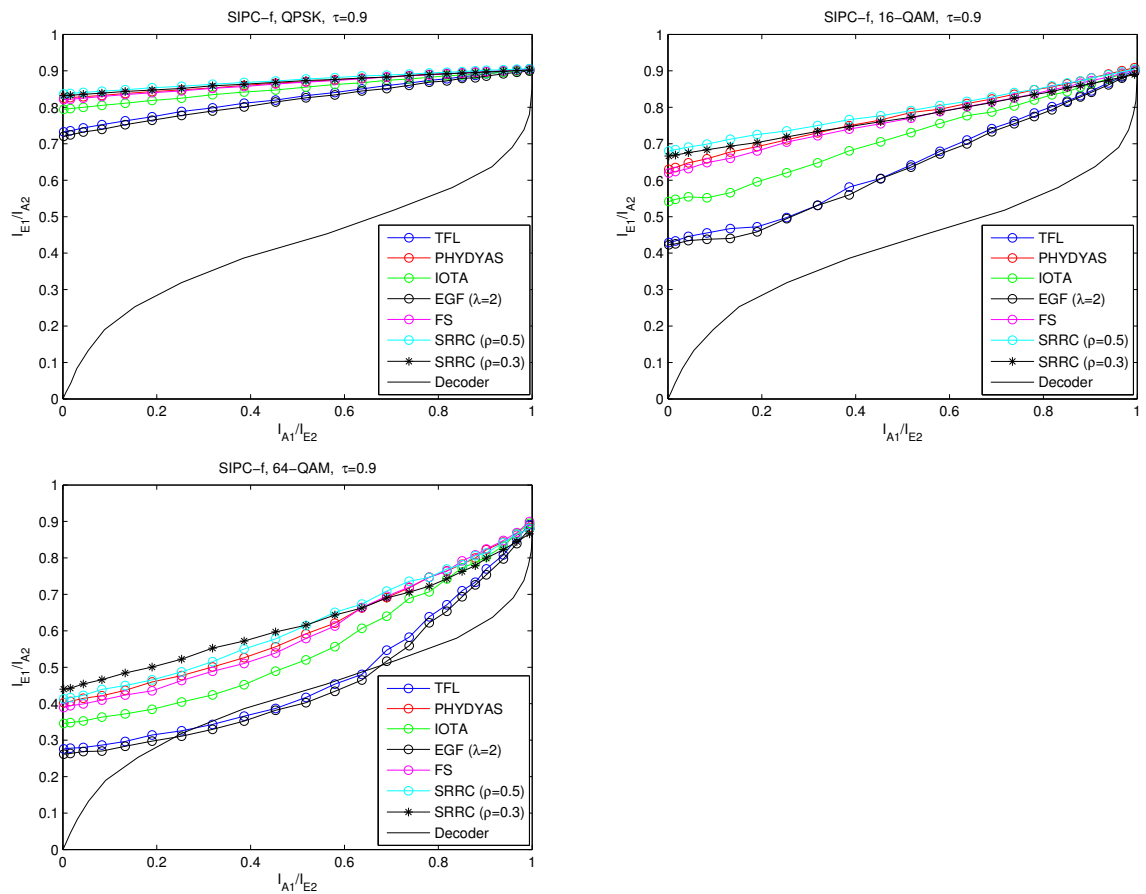 SIPC−f, QPSK, τ=0.9
1
0.9
0.8
0.7
0.6
0.5
0.4
0.3
0.2
0.1
0
I_E1/I_A2
0 0.2 0.4 0.6 0.8 1
I_A1/I_E2
TFL
PHYDYAS
IOTA
EGF (λ=2)
FS
SRRC (ρ=0.5)
SRRC (ρ=0.3)
Decoder
SIPC−f, 16−QAM, τ=0.9
1
0.9
0.8
0.7
0.6
0.5
0.4
0.3
0.2
0.1
0
I_E1/I_A2
0 0.2 0.4 0.6 0.8 1
I_A1/I_E2
TFL
PHYDYAS
IOTA
EGF (λ=2)
FS
SRRC (ρ=0.5)
SRRC (ρ=0.3)
Decoder
SIPC−f, 64−QAM, τ=0.9
1
0.9
0.8
0.7
0.6
0.5
0.4
0.3
0.2
0.1
0
I_E1/I_A2
0 0.2 0.4 0.6 0.8 1
I_A1/I_E2
TFL
PHYDYAS
IOTA
EGF (λ=2)
FS
SRRC (ρ=0.5)
SRRC (ρ=0.3)
Decoder